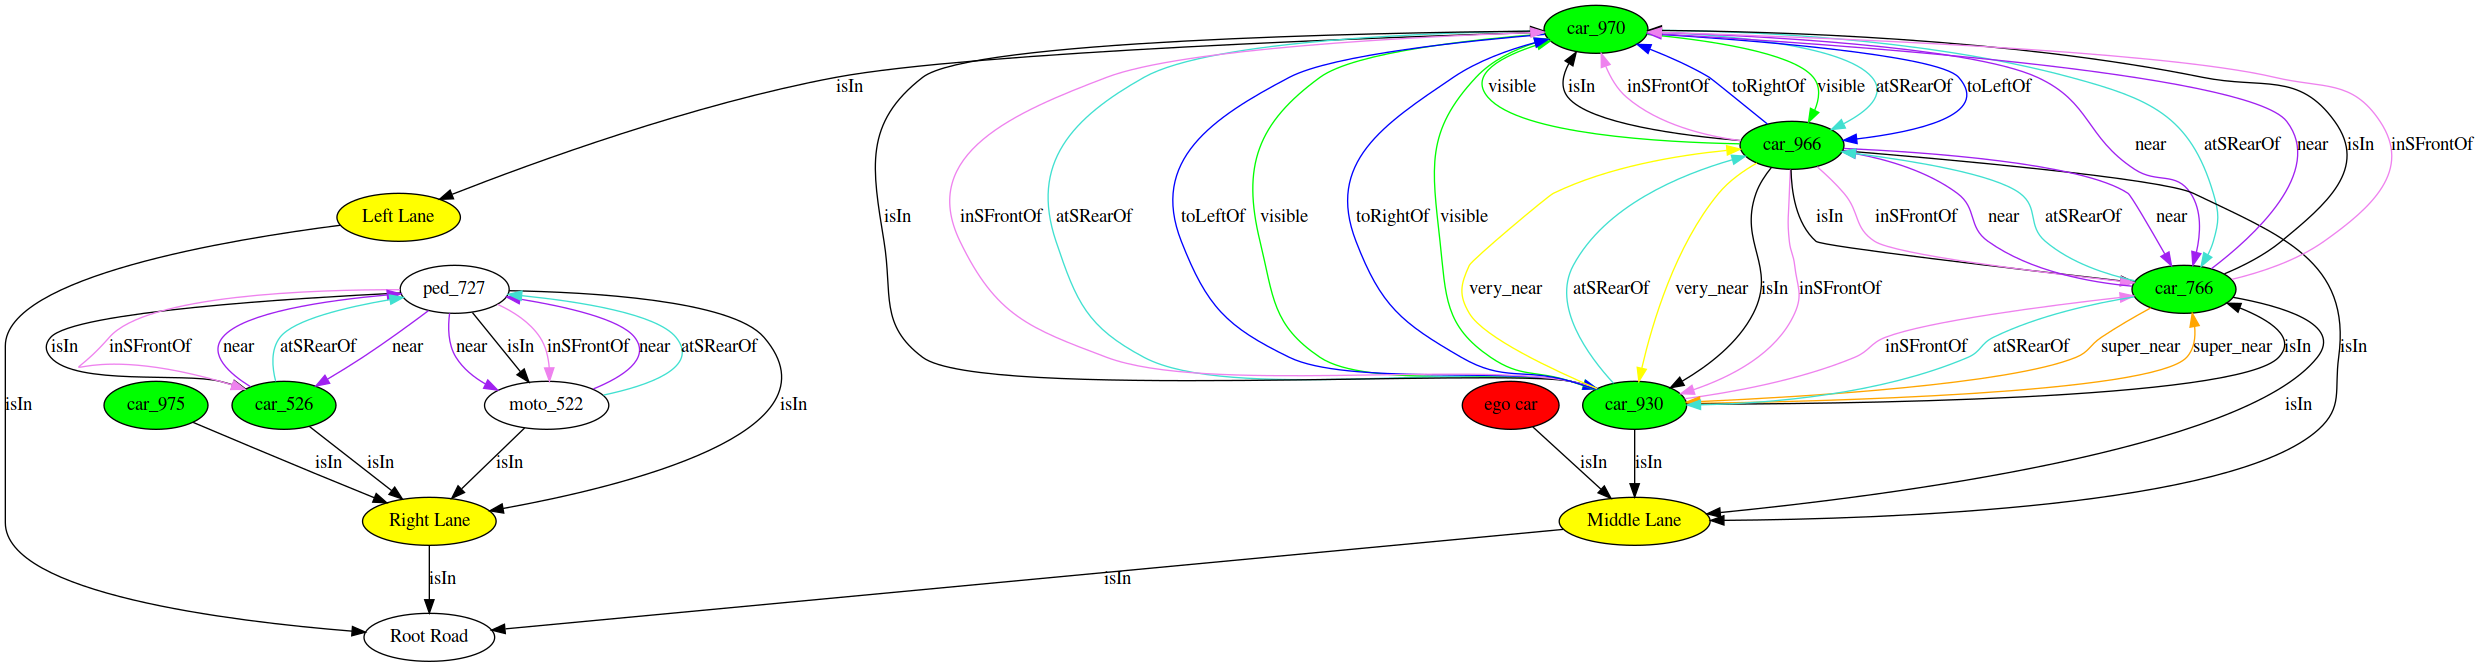 car_970
isIn
visible
isIn
inSFrontOf
toRightOf
visible
atSRearOf
toLeftOf
car_966
near
atSRearOf
near
isIn
inSFrontOf
Left Lane
isIn
inSFrontOf
atSRearOf
toLeftOf
visible
toRightOf
visible
isIn
inSFrontOf
near
atSRearOf
near
ped_727
very_near
atSRearOf
very_near
isIn
inSFrontOf
car_766
isIn
inSFrontOf
near
atSRearOf
near
near
isIn
inSFrontOf
near
atSRearOf
inSFrontOf
atSRearOf
super_near
super_near
isIn
isIn
isIn
car_975
car_526
moto_522
isIn
ego car
car_930
isIn
isIn
isIn
isIn
isIn
isIn
Right Lane
Middle Lane
isIn
isIn
Root Road